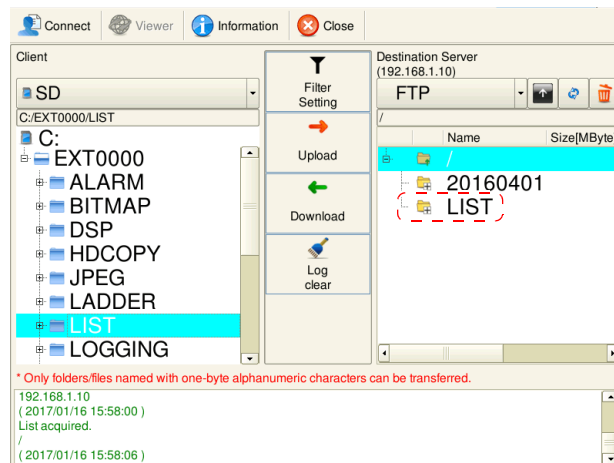 Connect Viewer Information Close
Client
SD
C:/EXT0000/LIST
C:
EXT0000
ALARM
BITMAP
DSP
HDCOPY
JPEG
LADDER
LIST
LOGGING
Filter
Setting
Upload
Download
Log
clear
Destination Server
(192.168.1.10)
FTP
/
Name Size[MByte
/
20160401
LIST
* Only folders/files named with one-byte alphanumeric characters can be transferred.
192.168.1.10
( 2017/01/16 15:58:00 )
List acquired.
/
( 2017/01/16 15:58:06 )